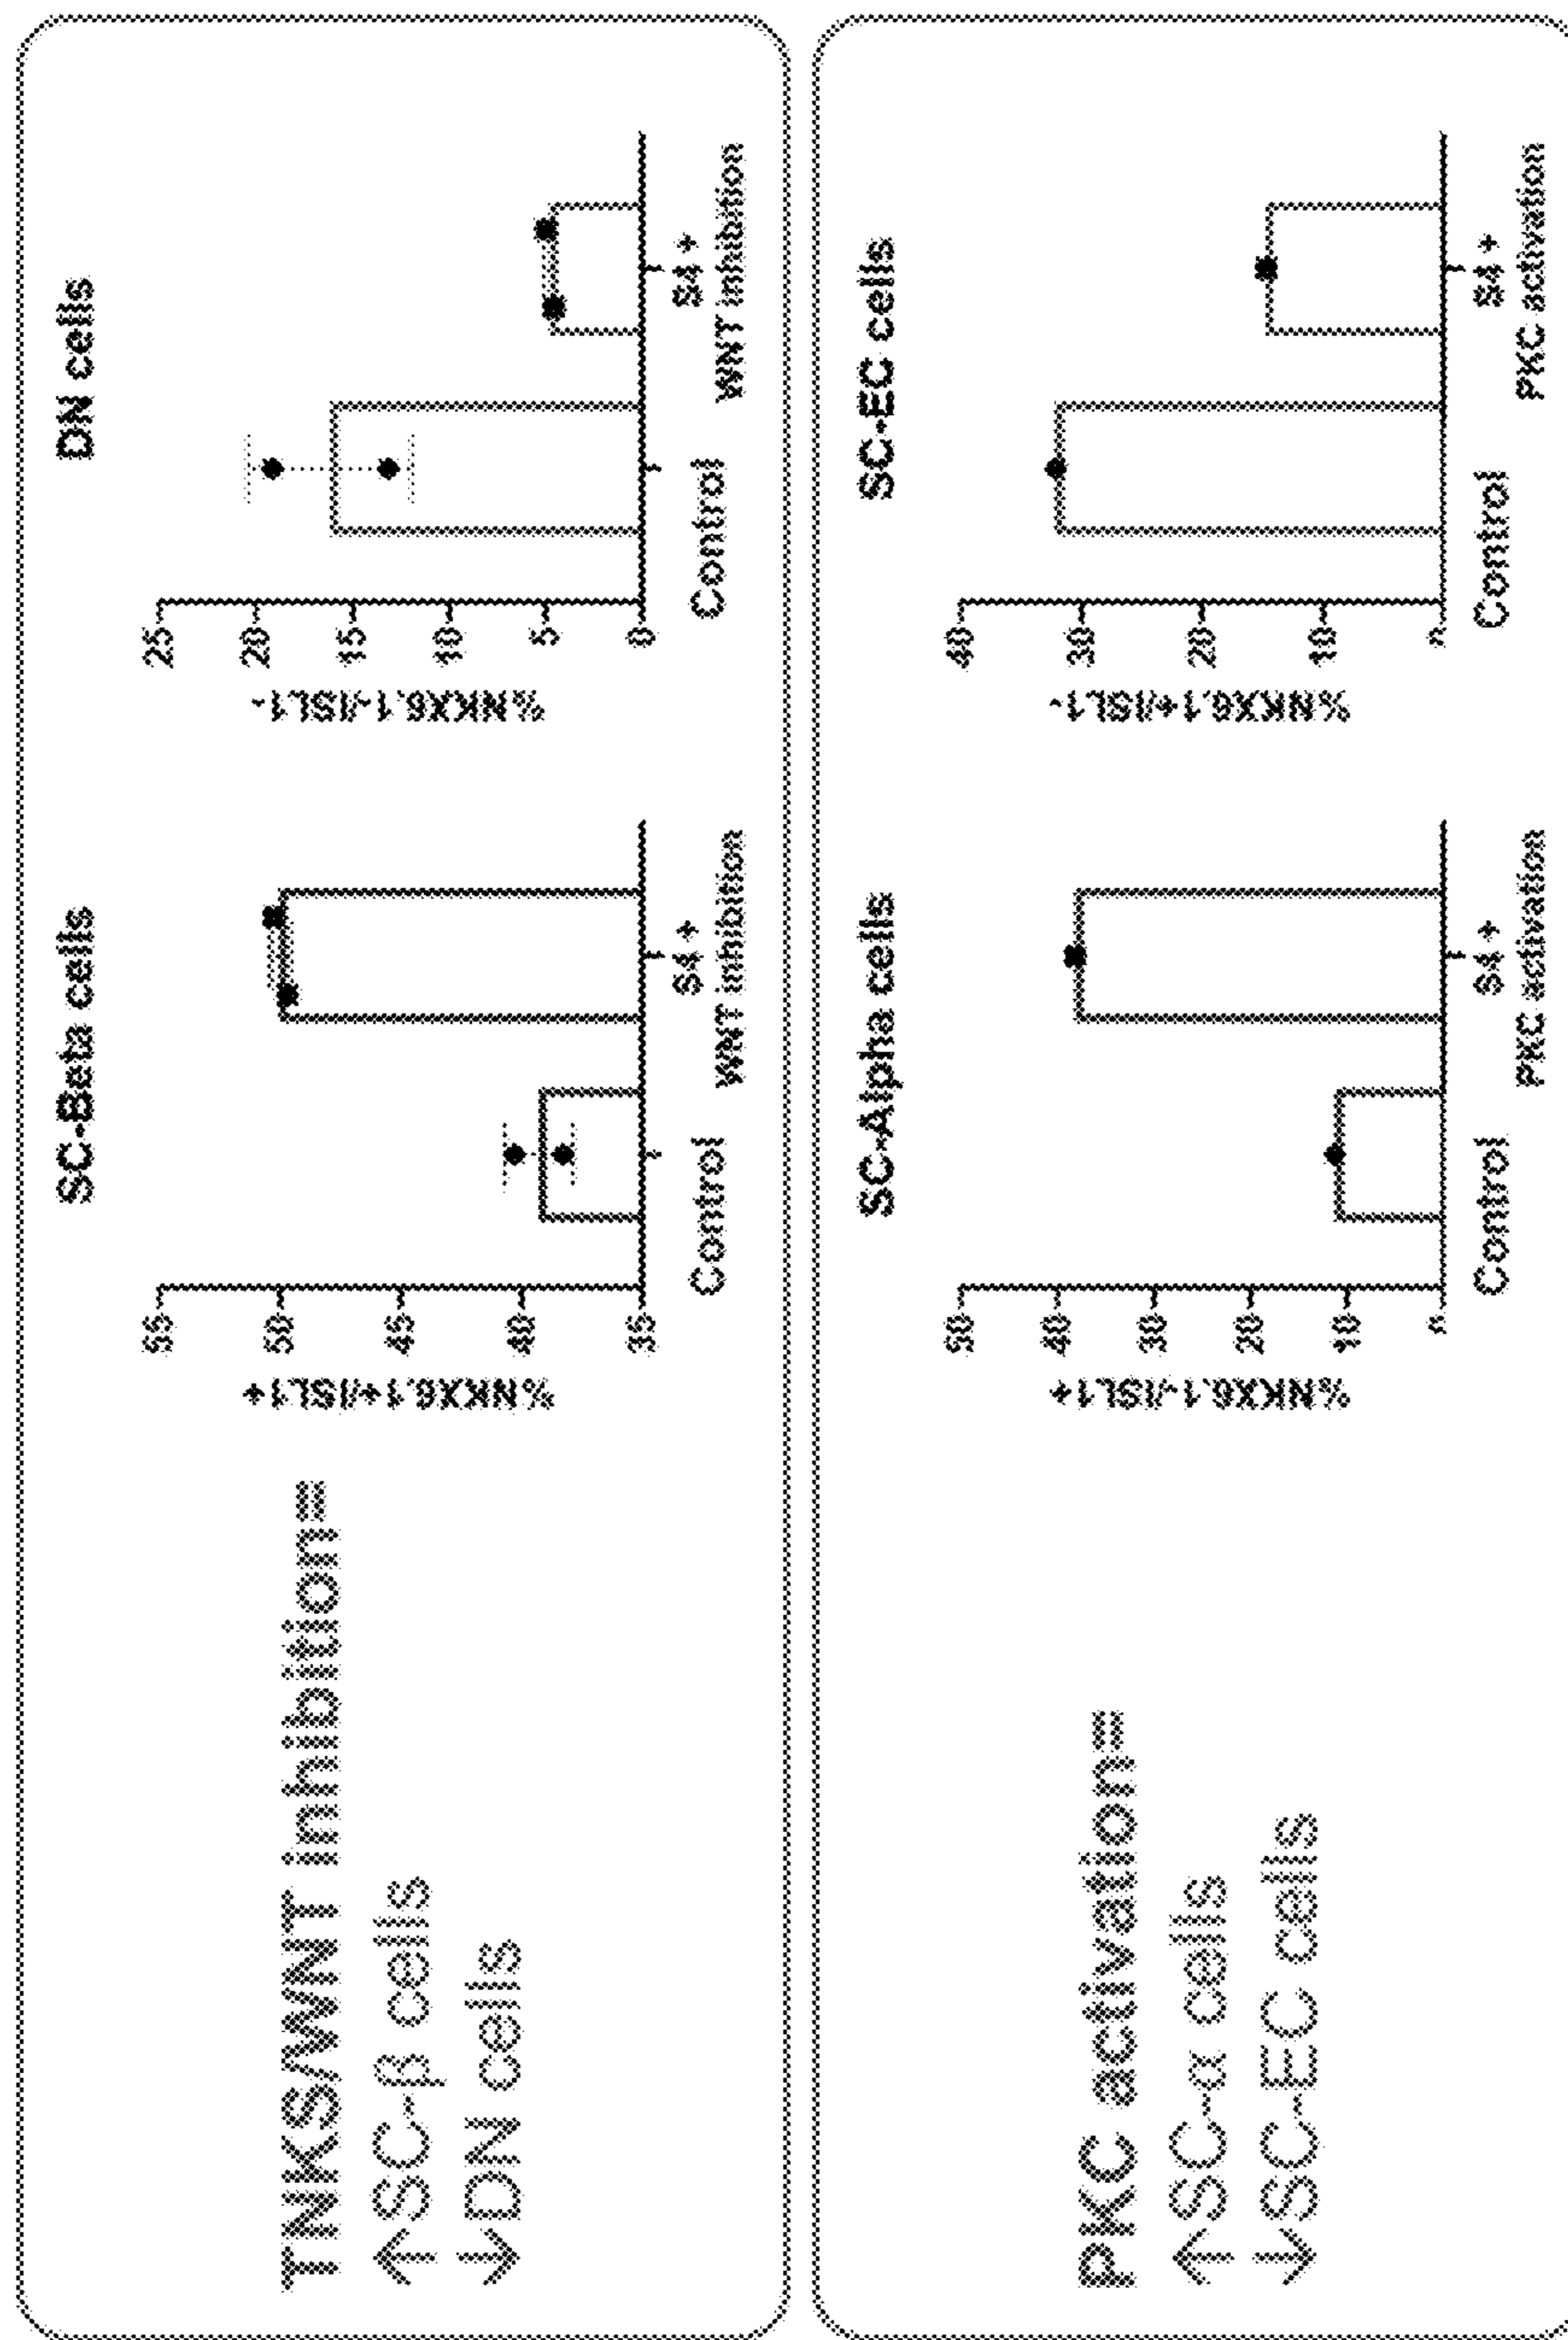 TNKS/WNT inhibition=
↑SC-β cells
↓DN cells
SC-Beta cells
%NKX6.1+/ISL1+
55
50
45
40
35
Control
S4 +
WNT inhibition
DN cells
%NKX6.1-/ISL1-
25
20
15
10
5
0
Control
S4 +
WNT inhibition
PKC activation=
↑SC-α cells
↓SC-EC cells
SC-Alpha cells
%NKX6.1-/ISL1+
50
40
30
20
10
Control
S4 +
PKC activation
SC-EC cells
%NKX6.1+/ISL1-
40
30
20
10
Control
S4 +
PKC activation